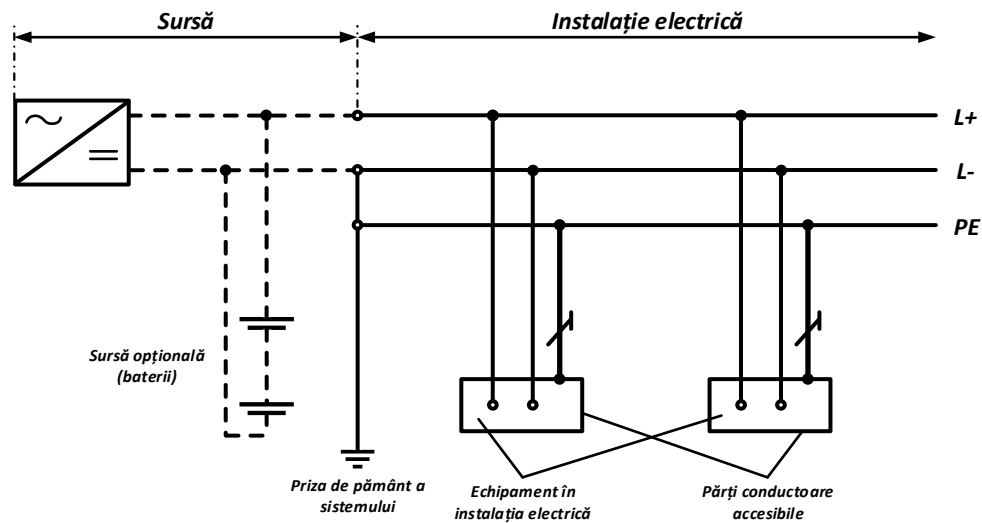 Sursă
Instalație electrică
L+
L-
PE
Sursă opțională
(baterii)
Priza de pământ a
sistemului
Echipament în
instalația electrică
Părți conductoare
accesibile